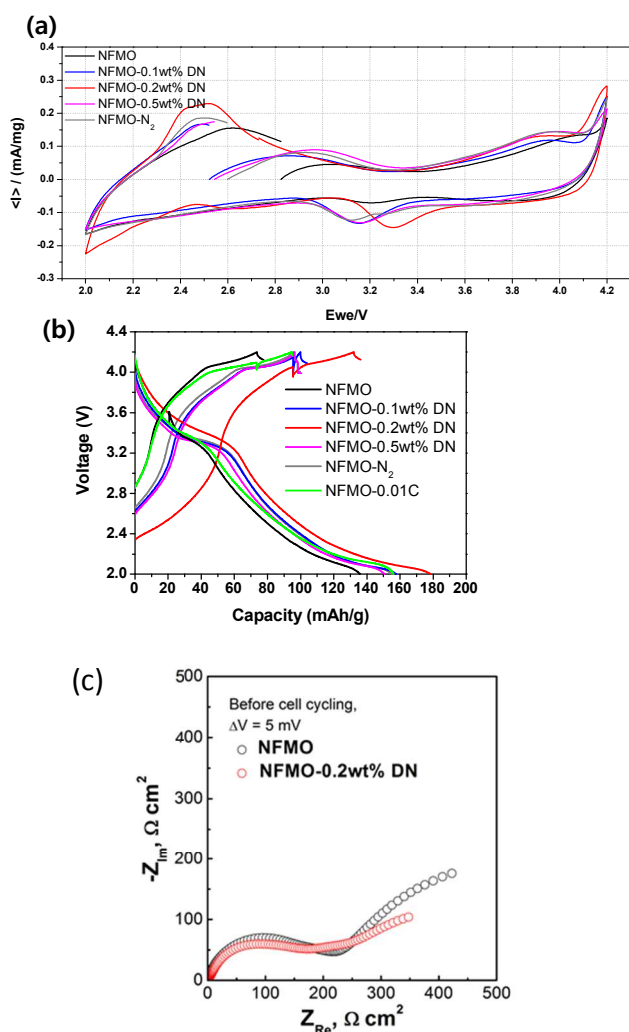 (a)
NFMO
NFMO-0.1wt% DN
NFMO-0.2wt% DN
NFMO-0.5wt% DN
NFMO-N₂
0.4
0.3
0.2
0.1
0.0
-0.1
-0.2
-0.3
<I> / (mA/mg)
2.0 2.2 2.4 2.6 2.8 3.0 3.2 3.4 3.6 3.8 4.0 4.2
Ewe/V
(b)
4.4
4.0
3.6
3.2
2.8
2.4
2.0
Voltage (V)
NFMO
NFMO-0.1wt% DN
NFMO-0.2wt% DN
NFMO-0.5wt% DN
NFMO-N₂
NFMO-0.01C
0 20 40 60 80 100 120 140 160 180 200
Capacity (mAh/g)
(c)
500
400
300
200
100
0
-Z_Im, Ω cm²
Before cell cycling,
ΔV = 5 mV
NFMO
NFMO-0.2wt% DN
0 100 200 300 400 500
Z_Re, Ω cm²